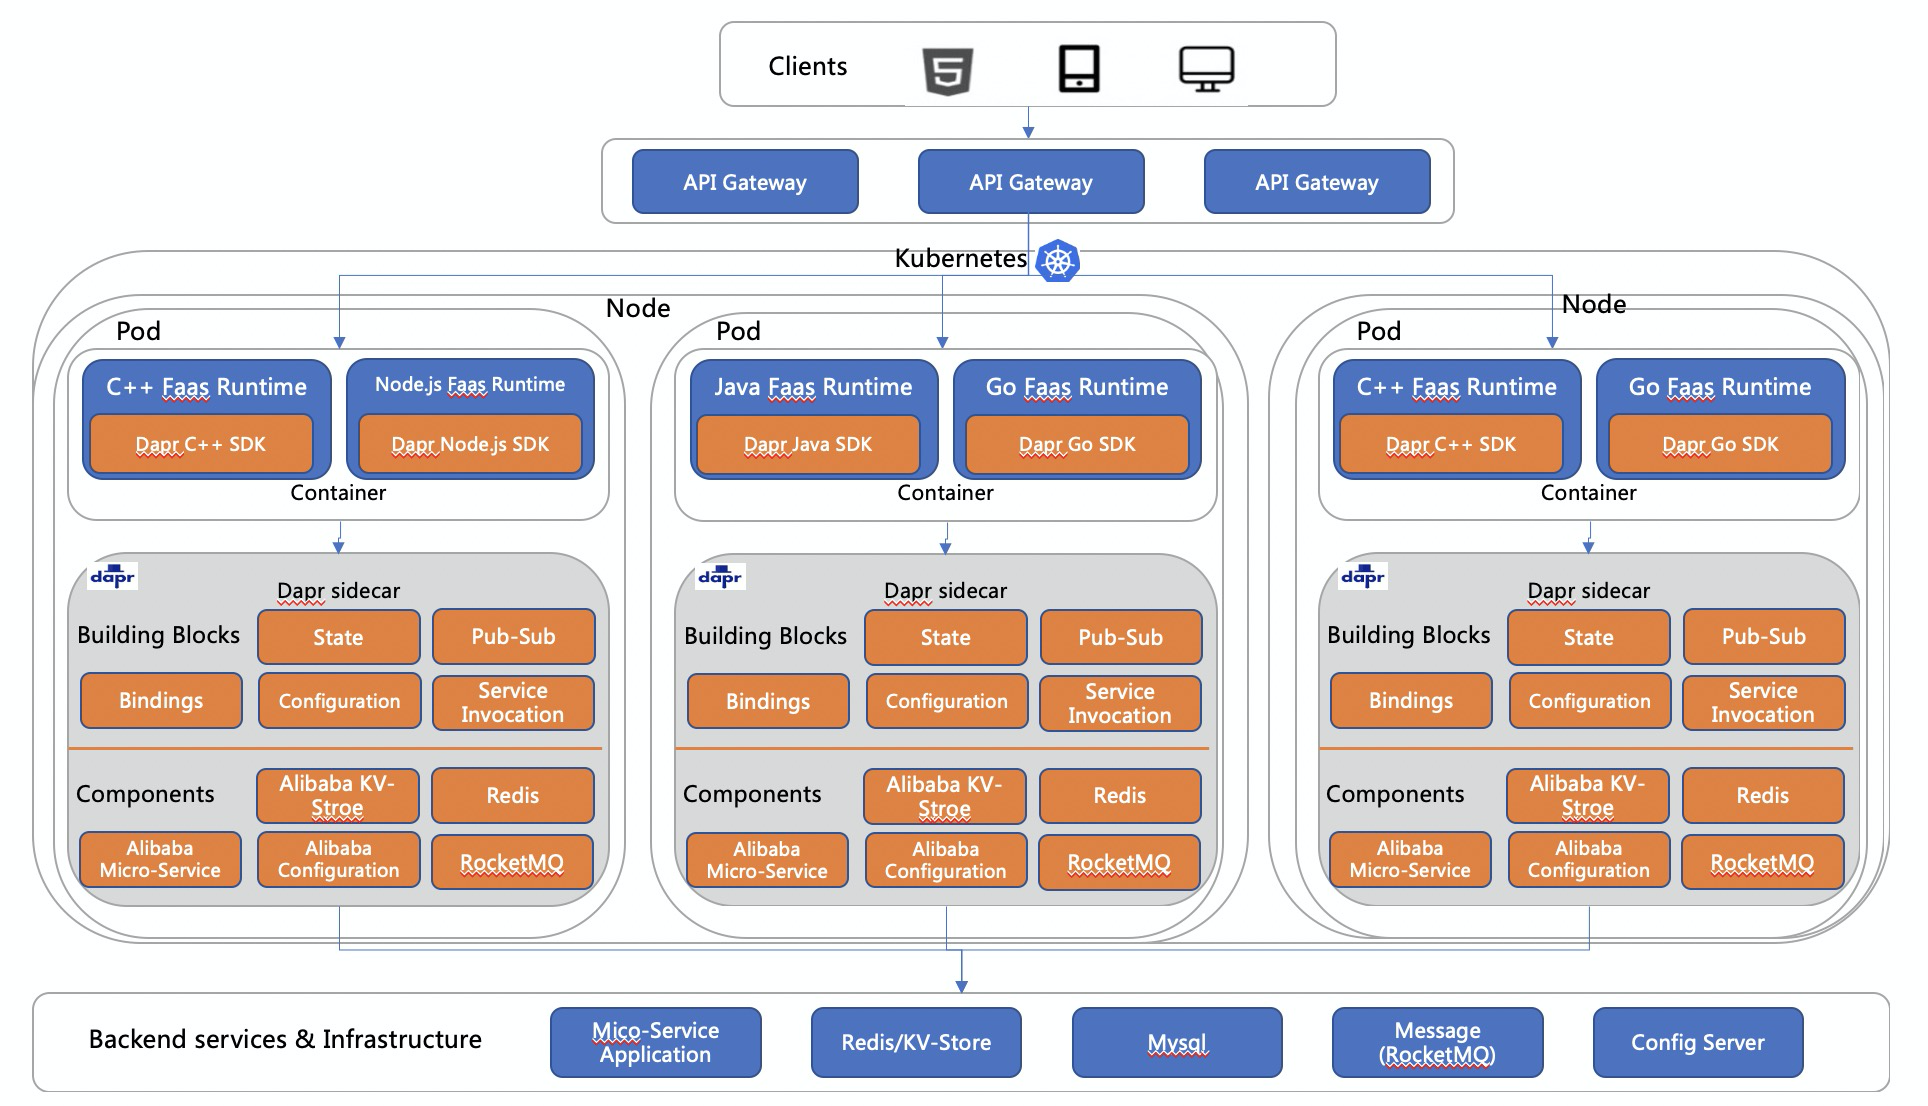 Clients
5
API Gateway
API Gateway
API Gateway
Kubernetes
Node
Node
Pod
Pod
Pod
C++ Faas Runtime
Dapr C++ SDK
Node.js Faas Runtime
Dapr Node.js SDK
Container
Java Faas Runtime
Dapr Java SDK
Go Faas Runtime
Dapr Go SDK
Container
C++ Faas Runtime
Dapr C++ SDK
Go Faas Runtime
Dapr Go SDK
Container
dapr
Dapr sidecar
Building Blocks
State
Pub-Sub
Bindings
Configuration
Service
Invocation
Components
Alibaba KV-
Stroe
Redis
Alibaba
Micro-Service
Alibaba
Configuration
RocketMQ
dapr
Dapr sidecar
Building Blocks
State
Pub-Sub
Bindings
Configuration
Service
Invocation
Components
Alibaba KV-
Stroe
Redis
Alibaba
Micro-Service
Alibaba
Configuration
RocketMQ
dapr
Dapr sidecar
Building Blocks
State
Pub-Sub
Bindings
Configuration
Service
Invocation
Components
Alibaba KV-
Stroe
Redis
Alibaba
Micro-Service
Alibaba
Configuration
RocketMQ
Backend services & Infrastructure
Mico-Service
Application
Redis/KV-Store
Mysql
Message
(RocketMQ)
Config Server